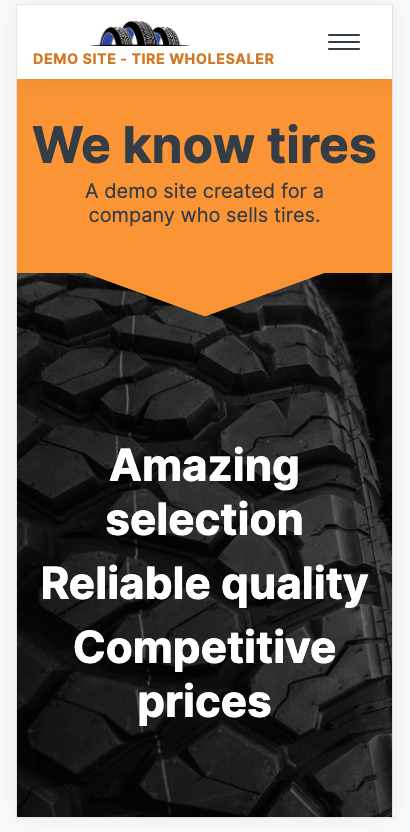 DEMO SITE - TIRE WHOLESALER
We know tires
A demo site created for a
company who sells tires.
Amazing
selection
Reliable quality
Competitive
prices